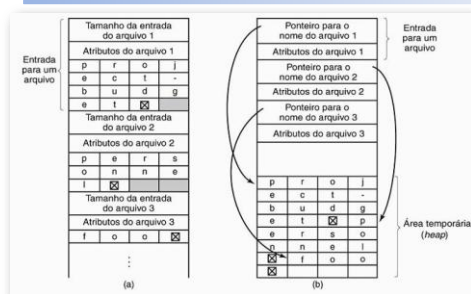 Tamanho da entrada
do arquivo 1
Atributos do arquivo 1
Entrada
para um
arquivo
p r o j
e c t -
b u d g
e t ☒
Tamanho da entrada
do arquivo 2
Atributos do arquivo 2
p e r s
o n n e
l ☒
Tamanho da entrada
do arquivo 3
Atributos do arquivo 3
f o o ☒
⋮
(a)
Ponteiro para o
nome do arquivo 1
Atributos do arquivo 1
Entrada
para um
arquivo
Ponteiro para o
nome do arquivo 2
Atributos do arquivo 2
Ponteiro para o
nome do arquivo 3
Atributos do arquivo 3
p r o j
e c t -
b u d g
e t ☒ p
e r s o
n n e l
☒ f o o
☒
Área temporária
(heap)
(b)